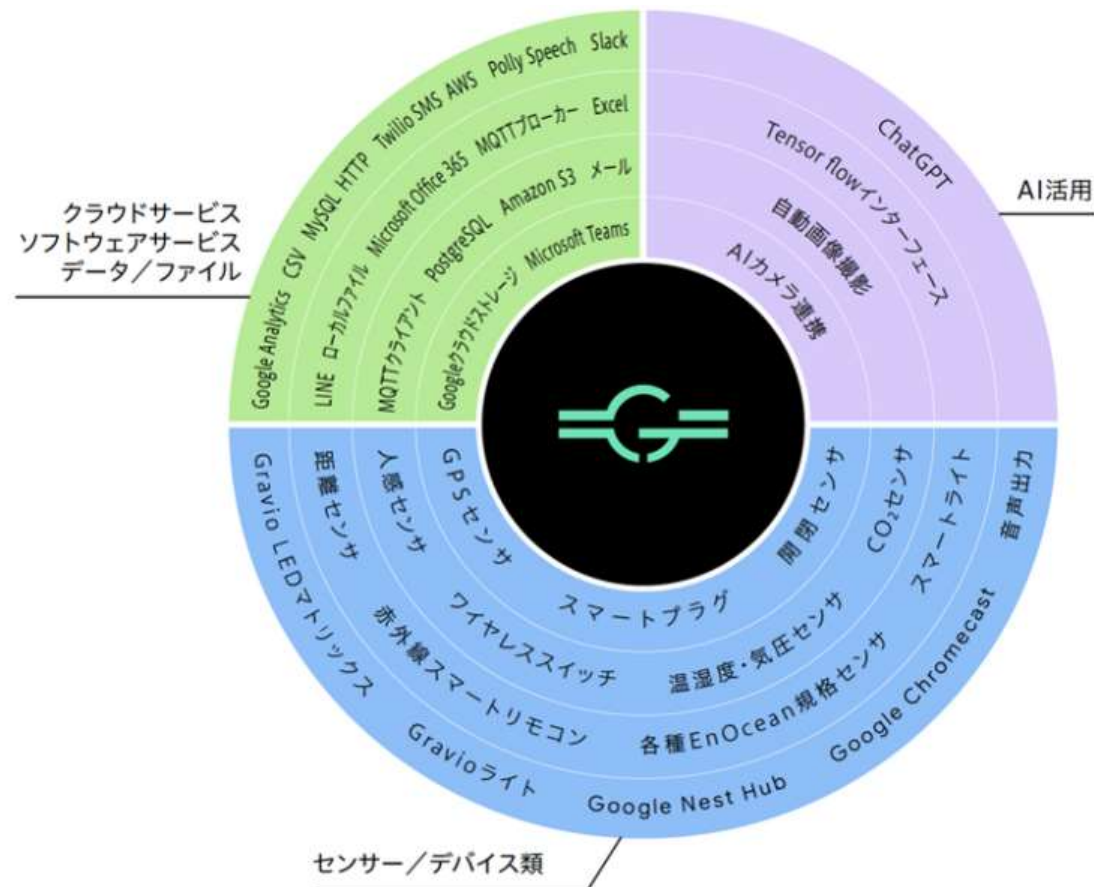 クラウドサービス
ソフトウェアサービス
データ／ファイル
Google Analytics CSV MySQL HTTP Twilio SMS AWS Polly Speech Slack
LINE ローカルファイル Microsoft Office 365 MQTTブローカー Excel
MQTTクライアント PostgreSQL Amazon S3 メール
Googleクラウドストレージ Microsoft Teams
AI活用
ChatGPT
Tensor flowインターフェース
自動画像撮影
AIカメラ連携
GPSセンサ スマートプラグ 開閉センサ
人感センサ ワイヤレススイッチ 温湿度・気圧センサ CO₂センサ
距離センサ 赤外線スマートリモコン 各種EnOcean規格センサ スマートライト
Gravio LEDマトリックス Gravioライト Google Nest Hub Google Chromecast 音声出力
センサー／デバイス類